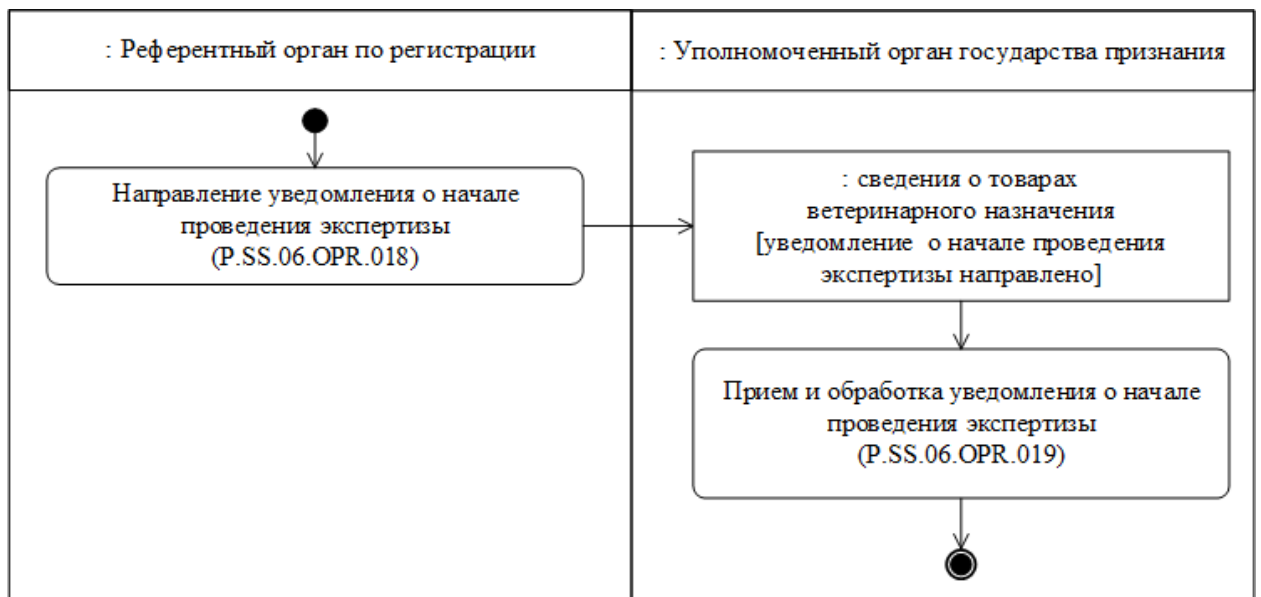 : Референтный орган по регистрации
: Уполномоченный орган государства признания
Направление уведомления о начале
проведения экспертизы
(P.SS.06.OPR.018)
: сведения о товарах
ветеринарного назначения
[уведомление о начале проведения
экспертизы направлено]
Прием и обработка уведомления о начале
проведения экспертизы
(P.SS.06.OPR.019)